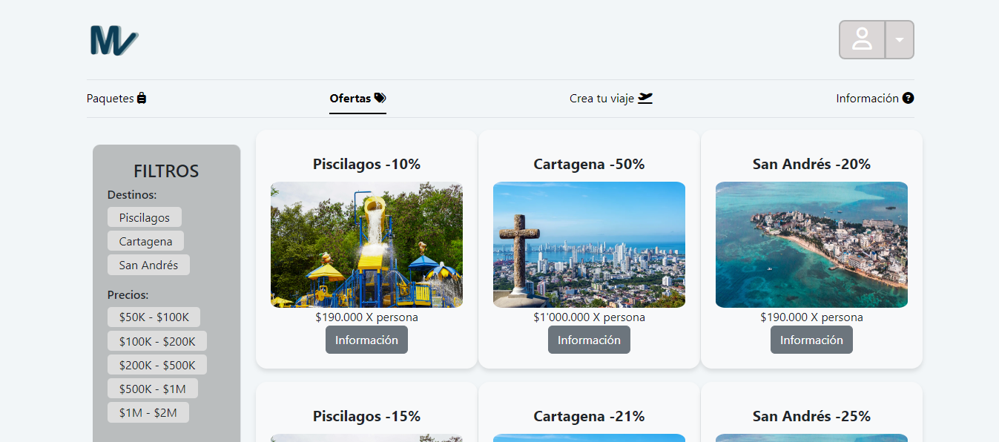 MV
Paquetes
Ofertas
Crea tu viaje
Información
FILTROS
Destinos:
Piscilagos
Cartagena
San Andrés
Precios:
$50K - $100K
$100K - $200K
$200K - $500K
$500K - $1M
$1M - $2M
Piscilagos -10%
$190.000 X persona
Información
Cartagena -50%
$1'000.000 X persona
Información
San Andrés -20%
$190.000 X persona
Información
Piscilagos -15%
Cartagena -21%
San Andrés -25%